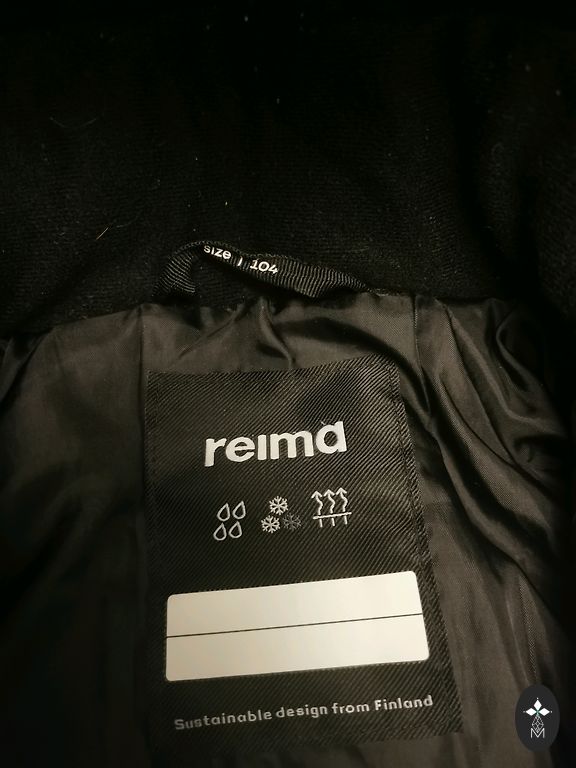 size | 104
reima
Sustainable design from Finland
M